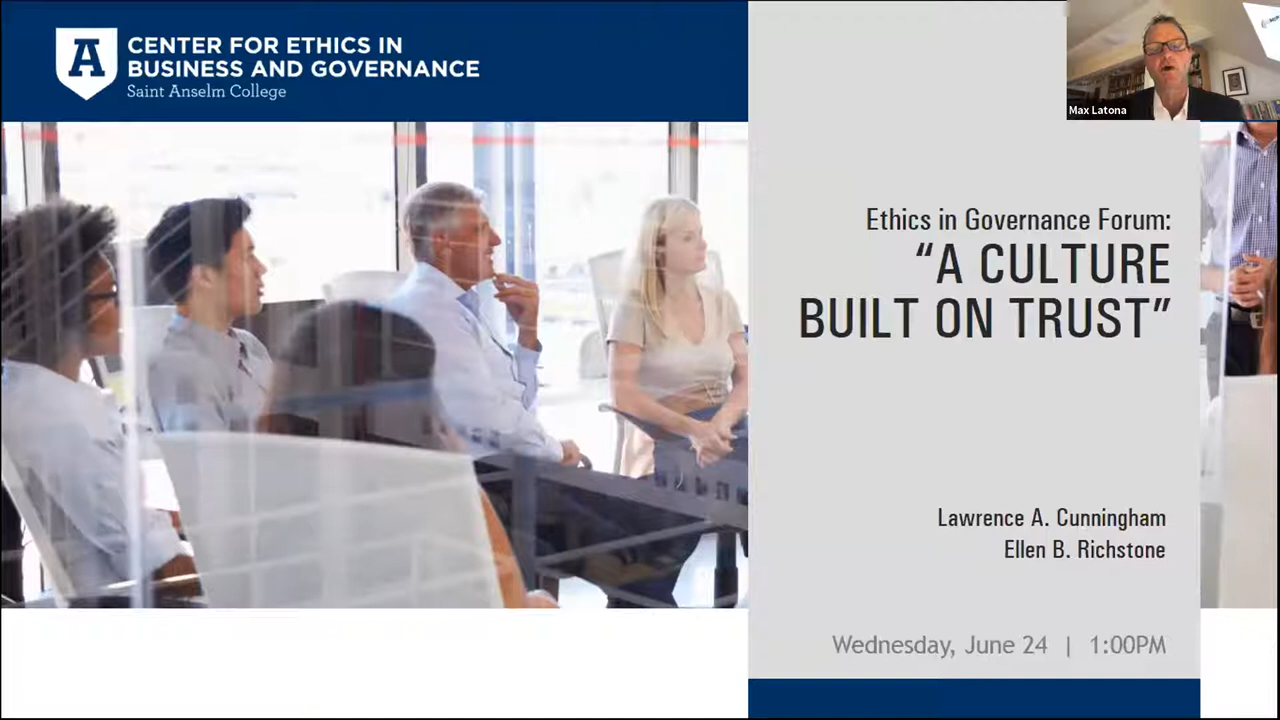 A
CENTER FOR ETHICS IN
BUSINESS AND GOVERNANCE
Saint Anselm College
Max Latona
Ethics in Governance Forum:
“A CULTURE
BUILT ON TRUST”
Lawrence A. Cunningham
Ellen B. Richstone
Wednesday, June 24 | 1:00PM